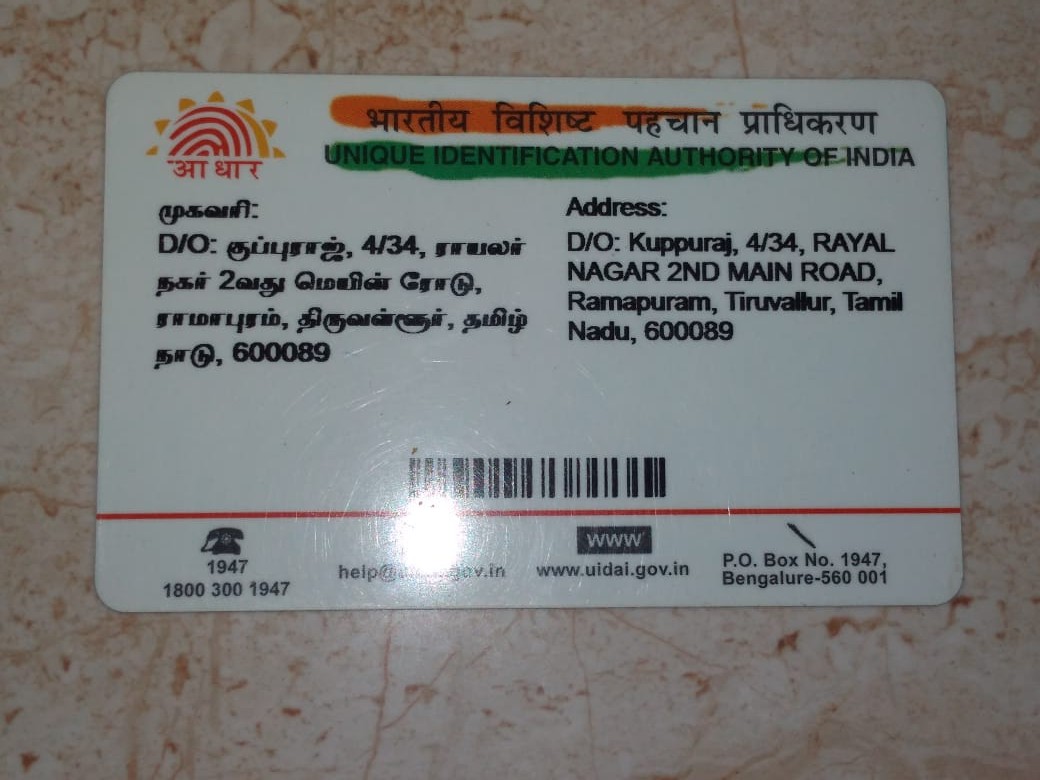 भारतीय विशिष्ट पहचान प्राधिकरण
UNIQUE IDENTIFICATION AUTHORITY OF INDIA
आधार
முகவரி:
D/O: குப்புராஜ், 4/34, ராயலர்
நகர் 2வது மெயின் ரோடு,
ராமாபுரம், திருவள்ளூர், தமிழ்
நாடு, 600089
Address:
D/O: Kuppuraj, 4/34, RAYAL
NAGAR 2ND MAIN ROAD,
Ramapuram, Tiruvallur, Tamil
Nadu, 600089
1947
1800 300 1947
www
www.uidai.gov.in
P.O. Box No. 1947,
Bengalure-560 001